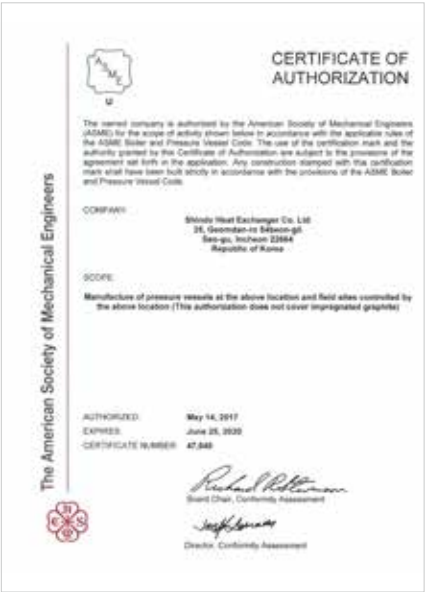 ASME
U
CERTIFICATE OF
AUTHORIZATION
The named company is authorized by the American Society of Mechanical Engineers
(ASME) for the scope of activity shown below in accordance with the applicable rules of
the ASME Boiler and Pressure Vessel Code. The use of the certification mark and the
authority granted by this Certificate of Authorization are subject to the provisions of the
agreement set forth in the application. Any construction stamped with this certification
mark shall have been built strictly in accordance with the provisions of the ASME Boiler
and Pressure Vessel Code.
COMPANY:
Shindo Heat Exchanger Co. Ltd
Seo-gu, Incheon 22664
Republic of Korea
SCOPE:
Manufacture of pressure vessels at the above location and field sites controlled by
the above location (This authorization does not cover impregnated graphite)
AUTHORIZED: May 14, 2017
EXPIRES: June 25, 2020
CERTIFICATE NUMBER:
Board Chair, Conformity Assessment
Director, Conformity Assessment
The American Society of Mechanical Engineers